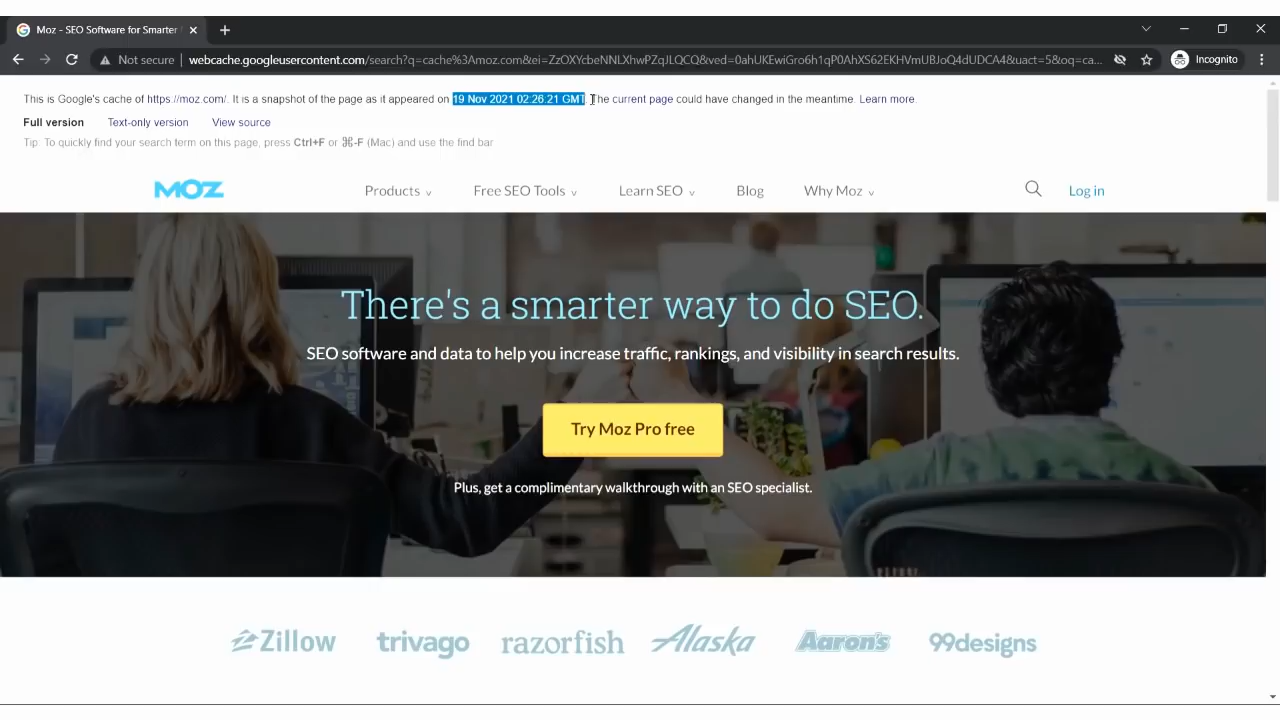 Moz - SEO Software for Smarter
Not secure
webcache.googleusercontent.com/search?q=cache%3Amoz.com/&ei=ZzOXYcbeNNLXhwPZqJLQCQ&ved=0ahUKEwiGro6h1qP0AhXS62EKHVmUBJoQ4dUDCA4&uact=5&oq=ca...
Incognito
This is Google's cache of https://moz.com/. It is a snapshot of the page as it appeared on 19 Nov 2021 02:26:21 GMT. The current page could have changed in the meantime. Learn more.
Full version Text-only version View source
Tip: To quickly find your search term on this page, press Ctrl+F or ⌘-F (Mac) and use the find bar
MOZ
Products Free SEO Tools Learn SEO Blog Why Moz
Log in
There's a smarter way to do SEO.
SEO software and data to help you increase traffic, rankings, and visibility in search results.
Try Moz Pro free
Plus, get a complimentary walkthrough with an SEO specialist.
Zillow trivago razorfish Alaska Aaron's 99designs